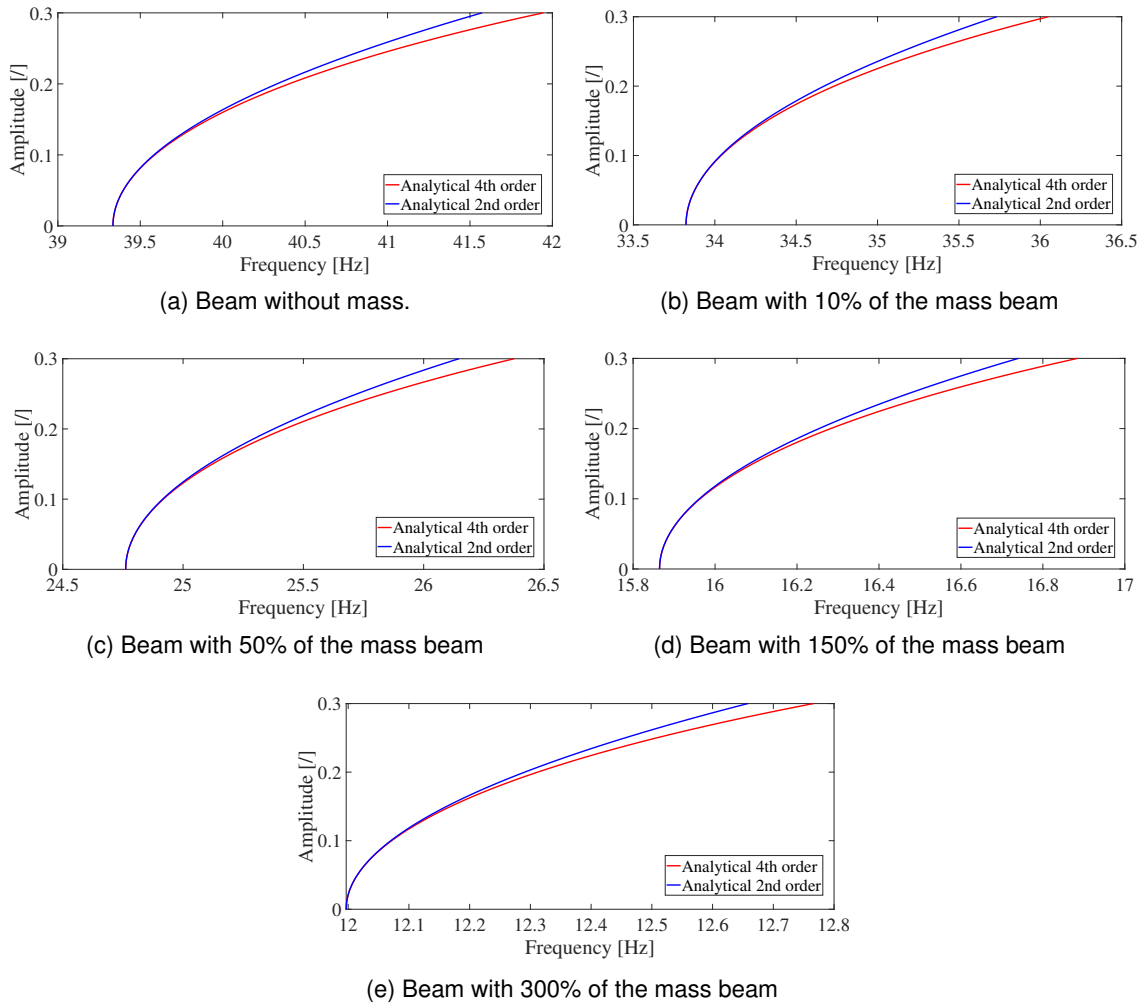 0.3
0.2
0.1
0
Amplitude [/]
Analytical 4th order
Analytical 2nd order
39 39.5 40 40.5 41 41.5 42
Frequency [Hz]
(a) Beam without mass.
0.3
0.2
0.1
0
Amplitude [/]
Analytical 4th order
Analytical 2nd order
33.5 34 34.5 35 35.5 36 36.5
Frequency [Hz]
(b) Beam with 10% of the mass beam
0.3
0.2
0.1
0
Amplitude [/]
Analytical 4th order
Analytical 2nd order
24.5 25 25.5 26 26.5
Frequency [Hz]
(c) Beam with 50% of the mass beam
0.3
0.2
0.1
0
Amplitude [/]
Analytical 4th order
Analytical 2nd order
15.8 16 16.2 16.4 16.6 16.8 17
Frequency [Hz]
(d) Beam with 150% of the mass beam
0.3
0.2
0.1
0
Amplitude [/]
Analytical 4th order
Analytical 2nd order
12 12.1 12.2 12.3 12.4 12.5 12.6 12.7 12.8
Frequency [Hz]
(e) Beam with 300% of the mass beam